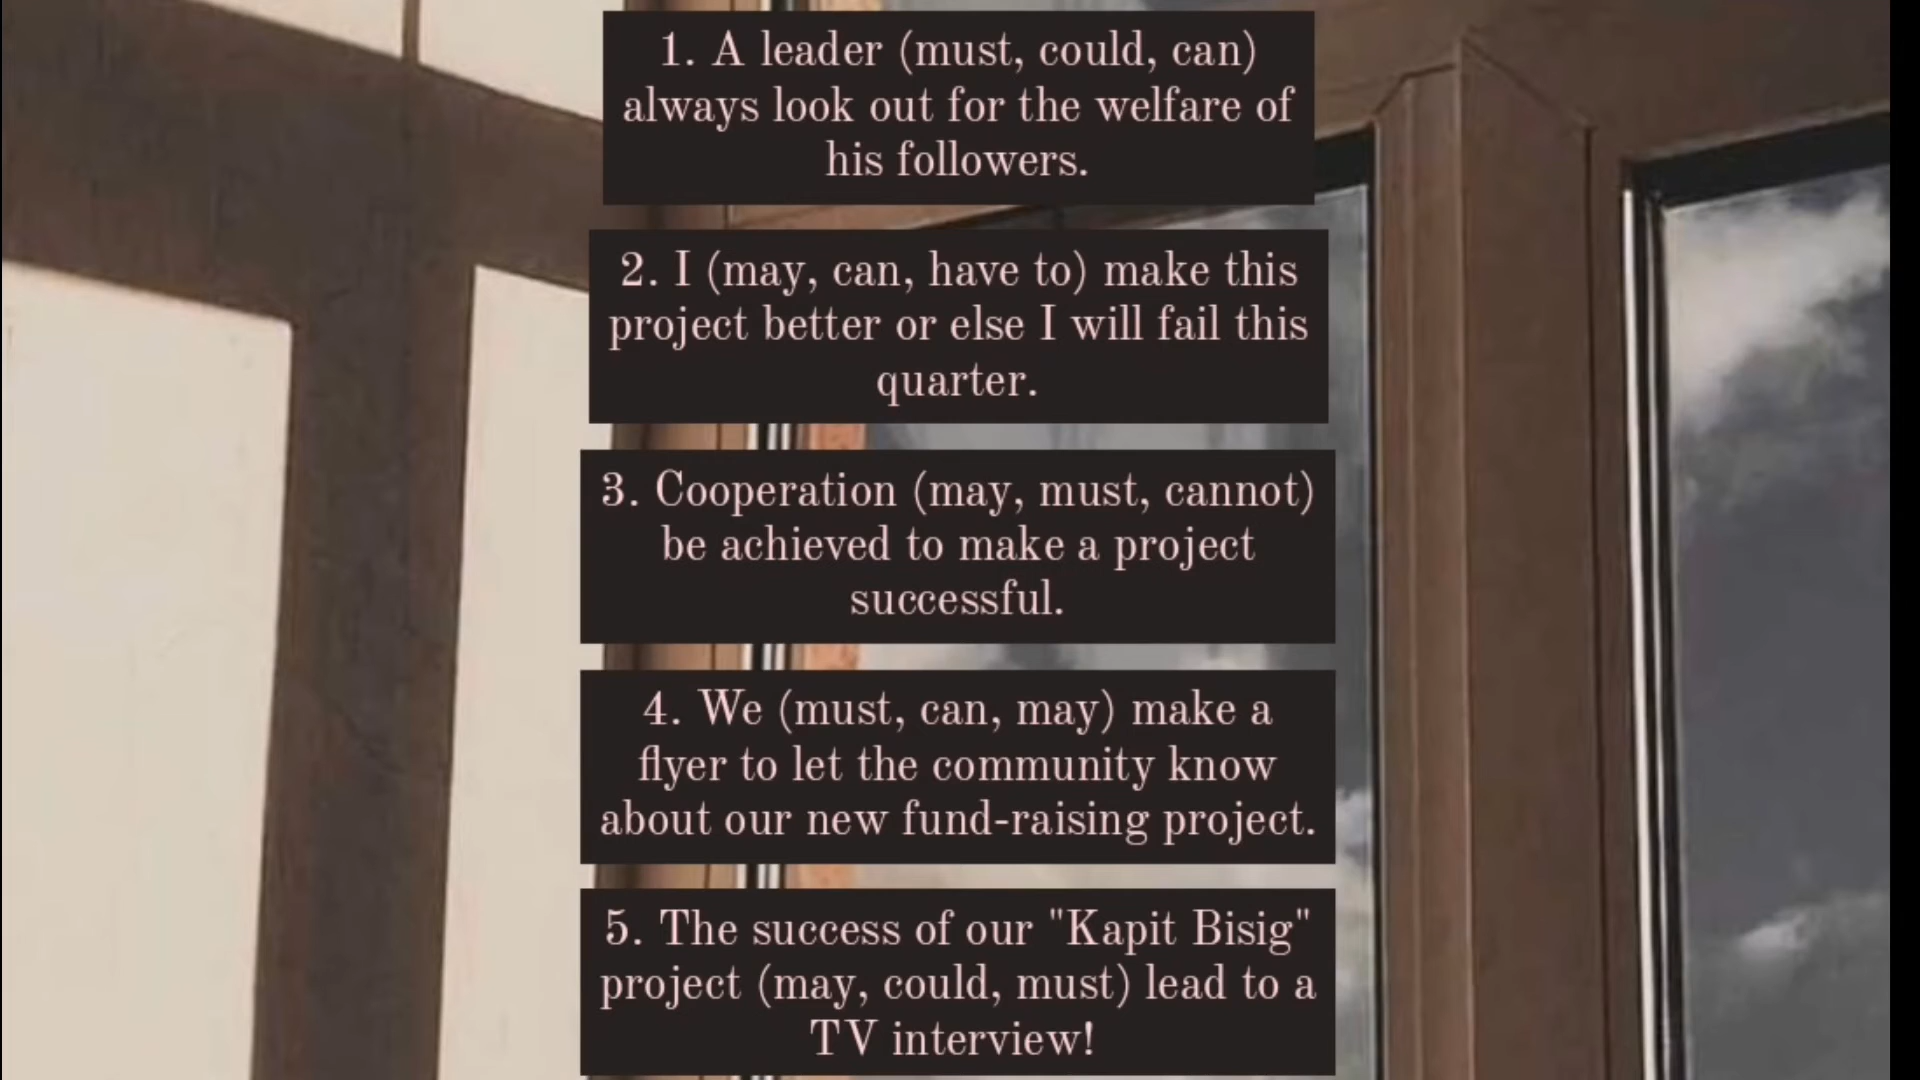 1. A leader (must, could, can)
always look out for the welfare of
his followers.
2. I (may, can, have to) make this
project better or else I will fail this
quarter.
3. Cooperation (may, must, cannot)
be achieved to make a project
successful.
4. We (must, can, may) make a
flyer to let the community know
about our new fund-raising project.
5. The success of our "Kapit Bisig"
project (may, could, must) lead to a
TV interview!